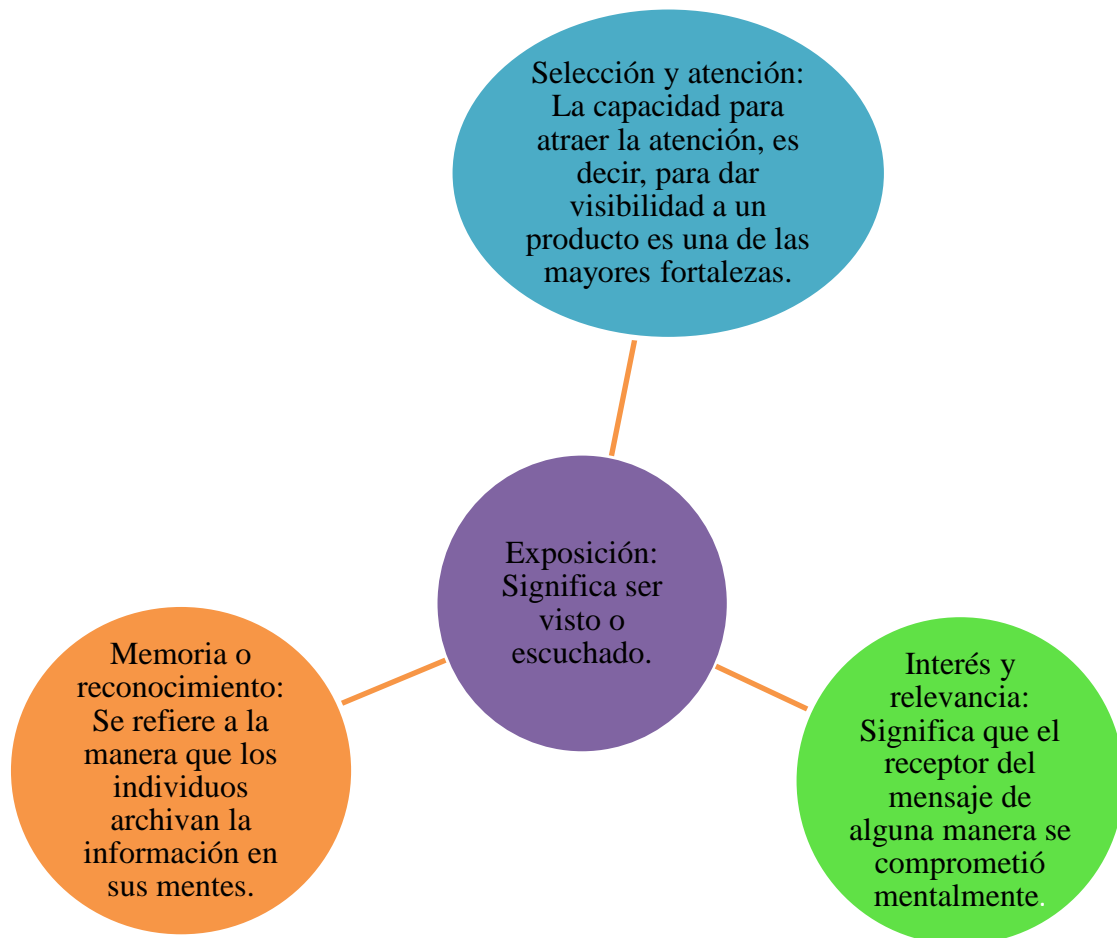 Selección y atención:
La capacidad para
atraer la atención, es
decir, para dar
visibilidad a un
producto es una de las
mayores fortalezas.
Exposición:
Significa ser
visto o
escuchado.
Memoria o
reconocimiento:
Se refiere a la
manera que los
individuos
archivan la
información en
sus mentes.
Interés y
relevancia:
Significa que el
receptor del
mensaje de
alguna manera se
comprometió
mentalmente.